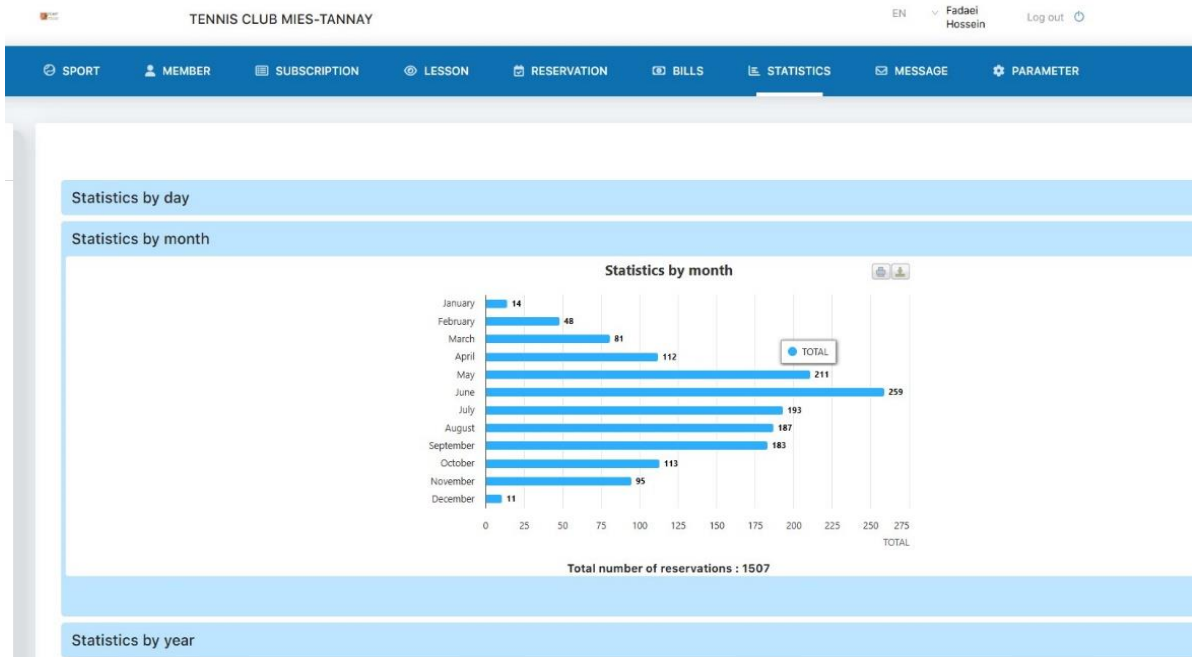 TENNIS CLUB MIES-TANNAY
EN
Fadaei
Hossein
Log out
SPORT MEMBER SUBSCRIPTION LESSON RESERVATION BILLS STATISTICS MESSAGE PARAMETER
Statistics by day
Statistics by month
Statistics by month
January 14
February 48
March 81
April 112
TOTAL
May 211
June 259
July 193
August 187
September 183
October 113
November 95
December 11
0 25 50 75 100 125 150 175 200 225 250 275
TOTAL
Total number of reservations : 1507
Statistics by year